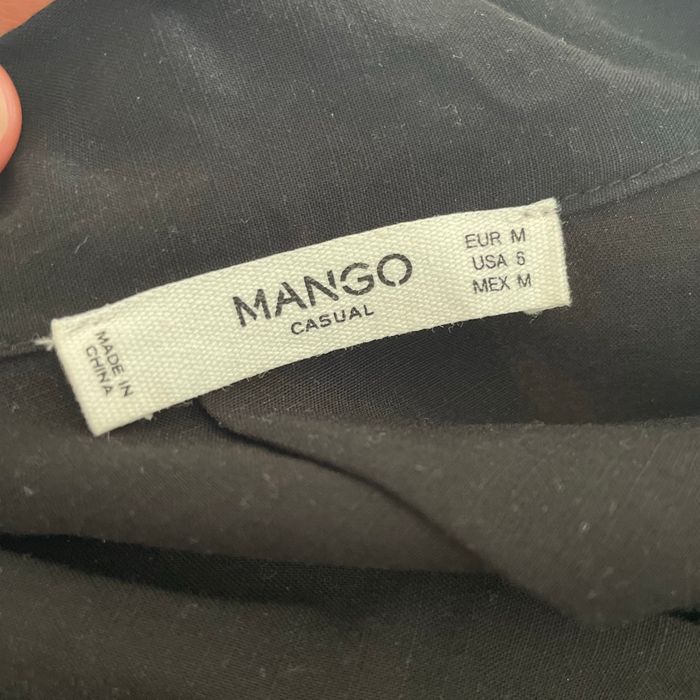 MANGO
CASUAL
EUR M
USA 6
MEX M
MADE IN
CHINA